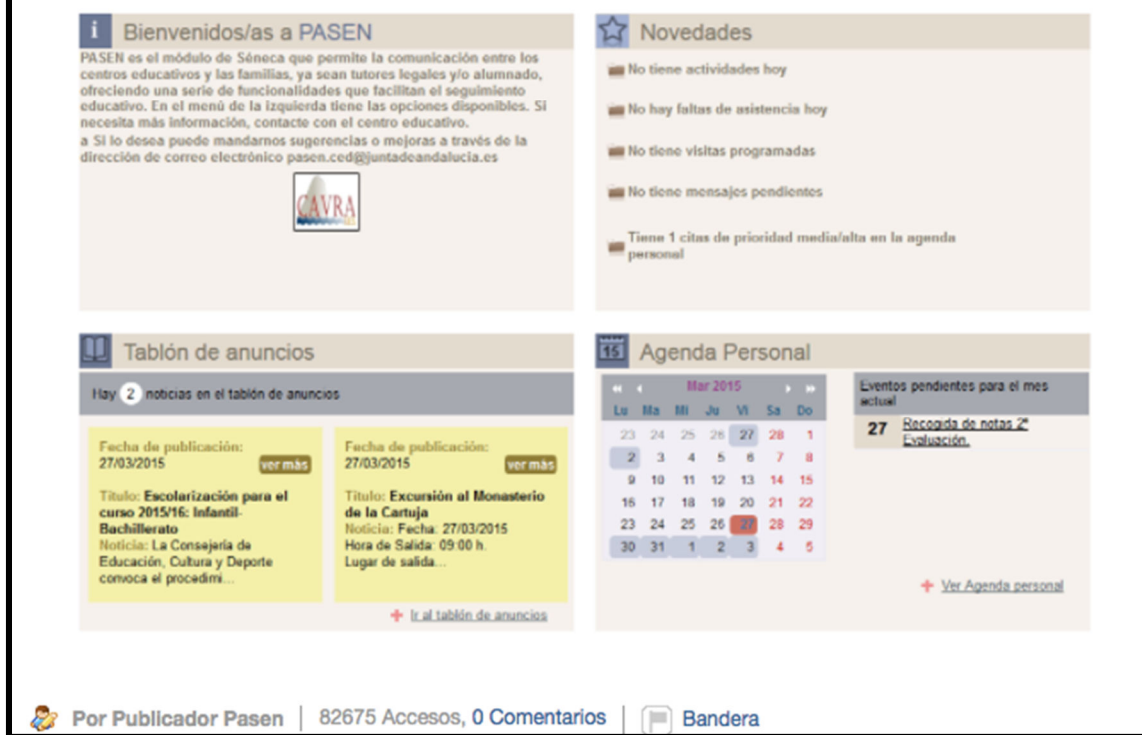 i Bienvenidos/as a PASEN
PASEN es el módulo de Séneca que permite la comunicación entre los
centros educativos y las familias, ya sean tutores legales y/o alumnado,
ofreciendo una serie de funcionalidades que facilitan el seguimiento
educativo. En el menú de la izquierda tiene las opciones disponibles. Si
necesita más información, contacte con el centro educativo.
a Si lo desea puede mandarnos sugerencias o mejoras a través de la
dirección de correo electrónico pasen.ced@juntadeandalucia.es
CAVRA
Novedades
No tiene actividades hoy
No hay faltas de asistencia hoy
No tiene visitas programadas
No tiene mensajes pendientes
Tiene 1 citas de prioridad media/alta en la agenda
personal
Tablón de anuncios
Hay 2 noticias en el tablón de anuncios
Fecha de publicación:
27/03/2015 ver más
Título: Escolarización para el
curso 2015/16: Infantil-
Bachillerato
Noticia: La Consejería de
Educación, Cultura y Deporte
convoca el procedimi...
Fecha de publicación:
27/03/2015 ver más
Título: Excursión al Monasterio
de la Cartuja
Noticia: Fecha: 27/03/2015
Hora de Salida: 09:00 h.
Lugar de salida...
Ir al tablón de anuncios
15 Agenda Personal
Mar 2015
Lu Ma Mi Ju Vi Sa Do
23 24 25 26 27 28 1
2 3 4 5 6 7 8
9 10 11 12 13 14 15
16 17 18 19 20 21 22
23 24 25 26 27 28 29
30 31 1 2 3 4 5
Eventos pendientes para el mes
actual
27 Recogida de notas 2ª
Evaluación.
Ver Agenda personal
Por Publicador Pasen | 82675 Accesos, 0 Comentarios | Bandera